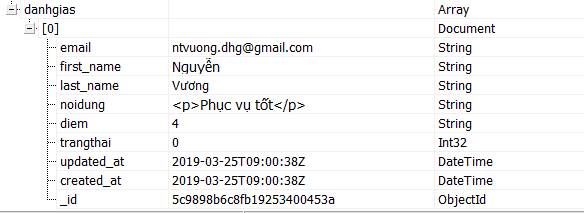 danhgias Array
[0] Document
email ntvuong.dhg@gmail.com String
first_name Nguyễn String
last_name Vương String
noidung <p>Phục vụ tốt</p> String
diem 4 String
trangthai 0 Int32
updated_at 2019-03-25T09:00:38Z DateTime
created_at 2019-03-25T09:00:38Z DateTime
_id 5c9898b6c8fb19253400453a ObjectId